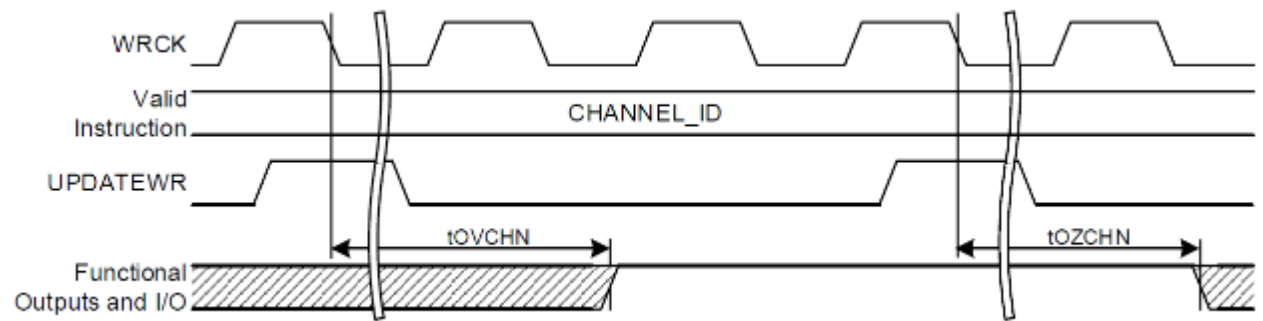 WRCK
Valid
Instruction
CHANNEL_ID
UPDATEWR
tOVCHN
tOZCHN
Functional
Outputs and I/O